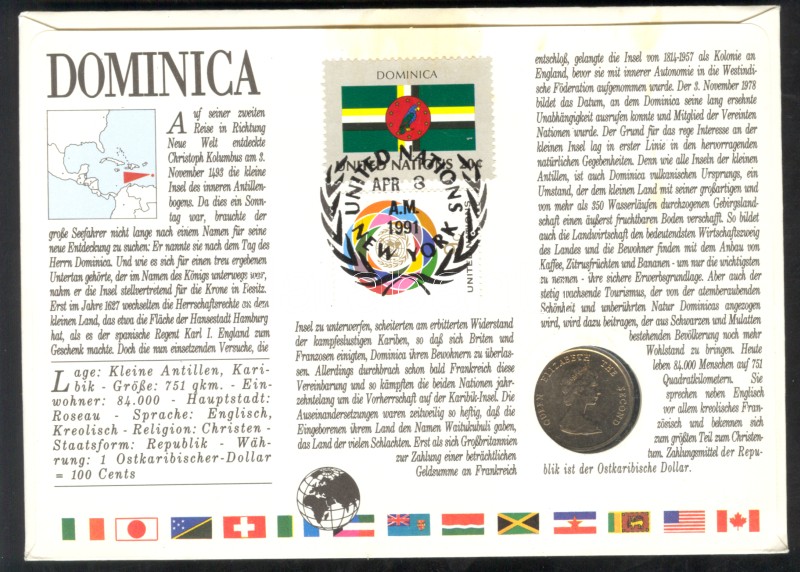 DOMINICA
Auf seiner zweiten
Reise in Richtung
Neue Welt entdeckte
Christoph Kolumbus am 3.
November 1493 die kleine
Insel des inneren Antillen-
bogens. Da dies ein Sonn-
tag war, brauchte der
große Seefahrer nicht lange nach einem Namen für seine
neue Entdeckung zu suchen: Er nannte sie nach dem Tag des
Herrn Dominica. Und wie es sich für einen treu ergebenen
Untertan gehörte, der im Namen des Königs unterwegs war,
nahm er die Insel stellvertretend für die Krone in Besitz.
Erst im Jahre 1627 wechselten die Herrschaftsrechte an dem
kleinen Land, das etwa die Fläche der Hansestadt Hamburg
hat, als es der spanische Regent Karl I. England zum
Geschenk machte. Doch die nun einsetzenden Versuche, die
Lage: Kleine Antillen, Kari-
bik - Größe: 751 qkm. - Ein-
wohner: 84.000 - Hauptstadt:
Roseau - Sprache: Englisch,
Kreolisch - Religion: Christen -
Staatsform: Republik - Wäh-
rung: 1 Ostkaribischer-Dollar
= 100 Cents
DOMINICA
UNITED NATIONS 20c
UNITED NATIONS
APR 3
A.M.
1991
NEW YORK
UNITED NATIONS
Insel zu unterwerfen, scheiterten am erbitterten Widerstand
der kampfeslustigen Kariben, so daß sich Briten und
Franzosen einigten, Dominica ihren Bewohnern zu überlas-
sen. Allerdings durchbrach schon bald Frankreich diese
Vereinbarung und so kämpften die beiden Nationen jahr-
zehntelang um die Vorherrschaft auf der Karibik-Insel. Die
Auseinandersetzungen waren zeitweilig so heftig, daß die
Eingeborenen ihrem Land den Namen Waitukubuli gaben,
das Land der vielen Schlachten. Erst als sich Großbritannien
zur Zahlung einer beträchtlichen
Geldsumme an Frankreich
entschloß, gelangte die Insel von 1814-1957 als Kolonie an
England, bevor sie mit innerer Autonomie in die Westindi-
sche Föderation aufgenommen wurde. Der 3. November 1978
bildet das Datum, an dem Dominica seine lang ersehnte
Unabhängigkeit ausrufen konnte und Mitglied der Vereinten
Nationen wurde. Der Grund für das rege Interesse an der
kleinen Insel lag in erster Linie in den hervorragenden
natürlichen Gegebenheiten. Denn wie alle Inseln der kleinen
Antillen, ist auch Dominica vulkanischen Ursprungs, ein
Umstand, der dem kleinen Land mit seiner großartigen und
von mehr als 350 Wasserläufen durchzogenen Gebirgsland-
schaft einen äußerst fruchtbaren Boden verschafft. So bildet
auch die Landwirtschaft den bedeutendsten Wirtschaftszweig
des Landes und die Bewohner finden mit dem Anbau von
Kaffee, Zitrusfrüchten und Bananen - um nur die wichtigsten
zu nennen - ihre sichere Erwerbsgrundlage. Aber auch der
stetig wachsende Tourismus, der von der atemberaubenden
Schönheit und unberührten Natur Dominicas angezogen
wird, wird dazu beitragen, der aus Schwarzen und Mulatten
bestehenden Bevölkerung noch mehr
Wohlstand zu bringen. Heute
leben 84.000 Menschen auf 751
Quadratkilometern. Sie
sprechen neben Englisch
vor allem kreolisches Fran-
zösisch und bekennen sich
zum größten Teil zum Christen-
tum. Zahlungsmittel der Repu-
blik ist der Ostkaribische Dollar.
QUEEN ELIZABETH THE SECOND